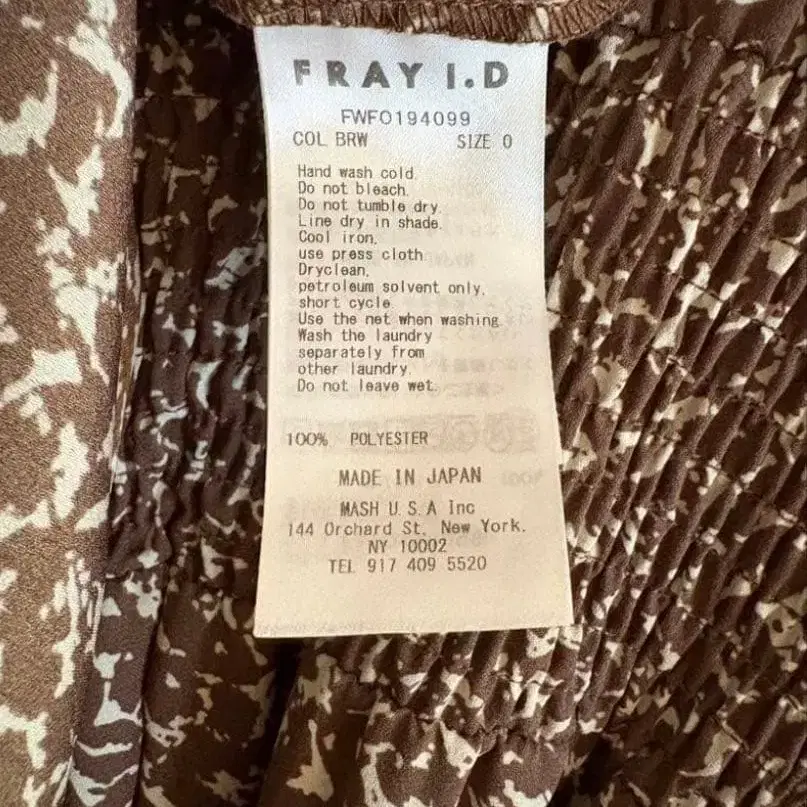 FRAY I.D
FWFO194099
COL BRW SIZE 0
Hand wash cold.
Do not bleach.
Do not tumble dry.
Line dry in shade.
Cool iron.
use press cloth
Dryclean,
petroleum solvent only,
short cycle.
Use the net when washing.
Wash the laundry
separately from
other laundry.
Do not leave wet.
100% POLYESTER
MADE IN JAPAN
MASH U.S.A Inc
144 Orchard St. New York.
NY 10002
TEL 917 409 5520